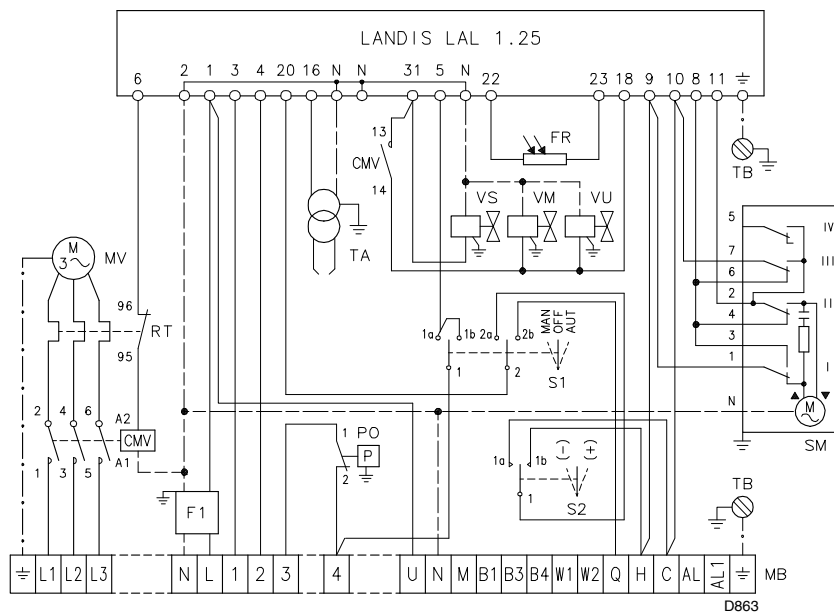 LANDIS LAL 1.25
6 2 1 3 4 20 16 N N 31 5 N 22 23 18 9 10 8 11
13
CMV
14
FR
TB
VS VM VU
TA
M
3
MV
96
RT
95
5 IV
7
6 III
2 II
4
3
1 I
N
M
SM
1a 1b 2a 2b
MAN
OFF
AUT
1 2
S1
2 4 6 A2
CMV
1 3 5 A1
1 PO
P
2
1a 1b
(-) (+)
1
S2
F1
TB
L1 L2 L3 N L 1 2 3 4 U N M B1 B3 B4 W1 W2 Q H C AL AL1 MB
D863